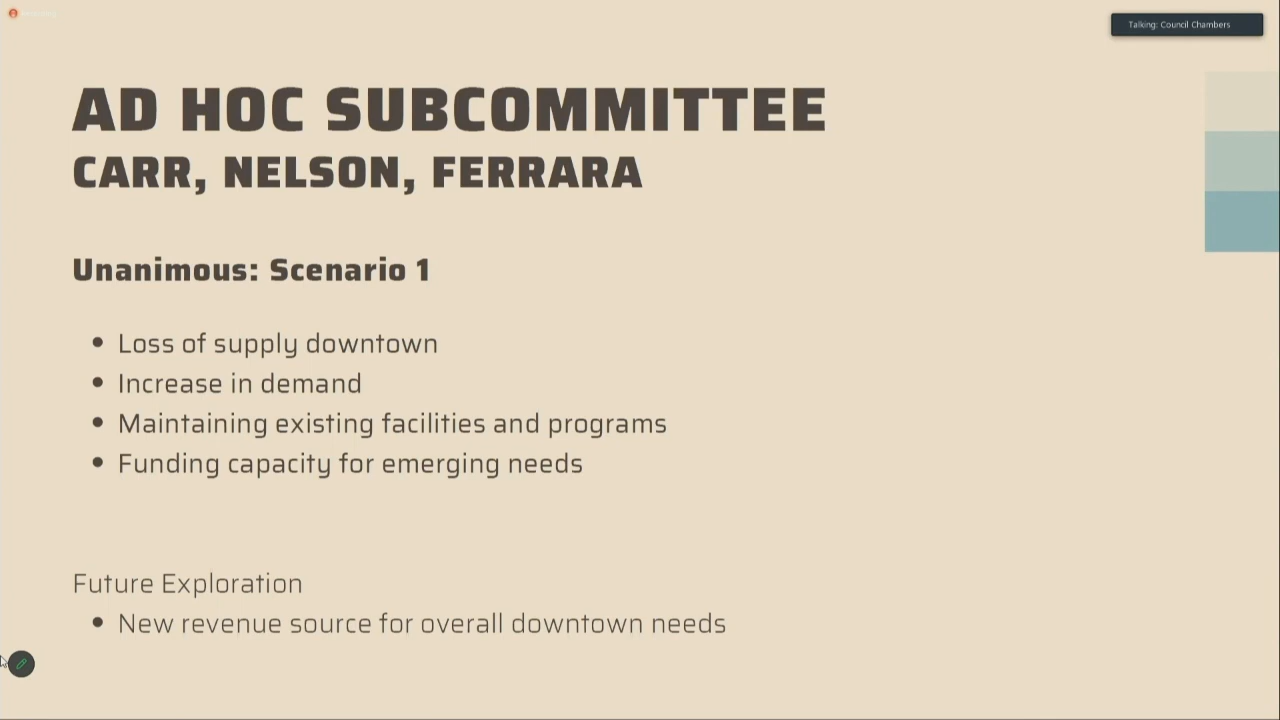 Talking: Council Chambers
AD HOC SUBCOMMITTEE
CARR, NELSON, FERRARA
Unanimous: Scenario 1
• Loss of supply downtown
• Increase in demand
• Maintaining existing facilities and programs
• Funding capacity for emerging needs
Future Exploration
• New revenue source for overall downtown needs